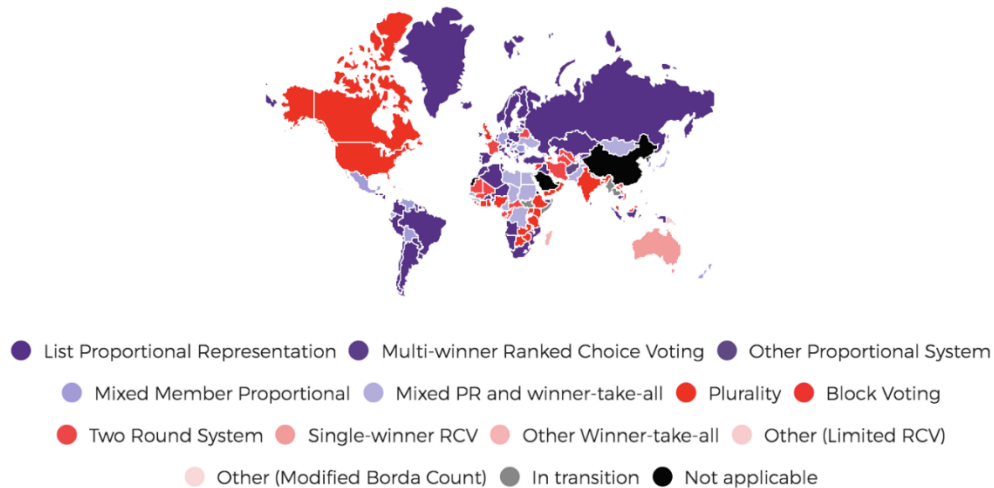 List Proportional Representation Multi-winner Ranked Choice Voting Other Proportional System
Mixed Member Proportional Mixed PR and winner-take-all Plurality Block Voting
Two Round System Single-winner RCV Other Winner-take-all Other (Limited RCV)
Other (Modified Borda Count) In transition Not applicable